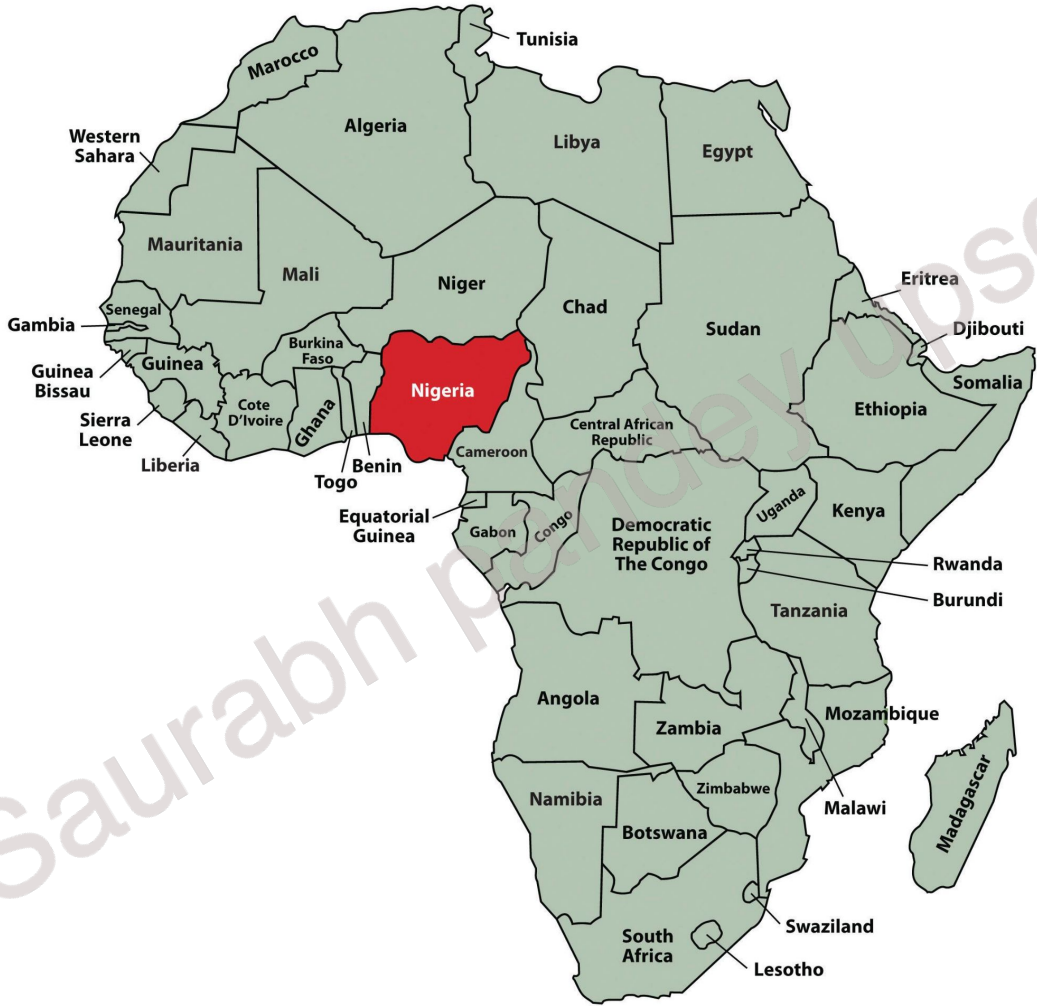 Tunisia
Marocco
Algeria
Libya
Egypt
Western
Sahara
Mauritania
Mali
Niger
Chad
Sudan
Eritrea
Djibouti
Senegal
Gambia
Guinea
Bissau
Guinea
Sierra
Leone
Liberia
Cote
D'Ivoire
Burkina
Faso
Ghana
Togo
Benin
Nigeria
Cameroon
Central African
Republic
Ethiopia
Somalia
Equatorial
Guinea
Gabon
Congo
Democratic
Republic of
The Congo
Uganda
Kenya
Rwanda
Burundi
Tanzania
Angola
Zambia
Mozambique
Malawi
Madagascar
Namibia
Botswana
Zimbabwe
South
Africa
Swaziland
Lesotho
Saurabh pandey upsc